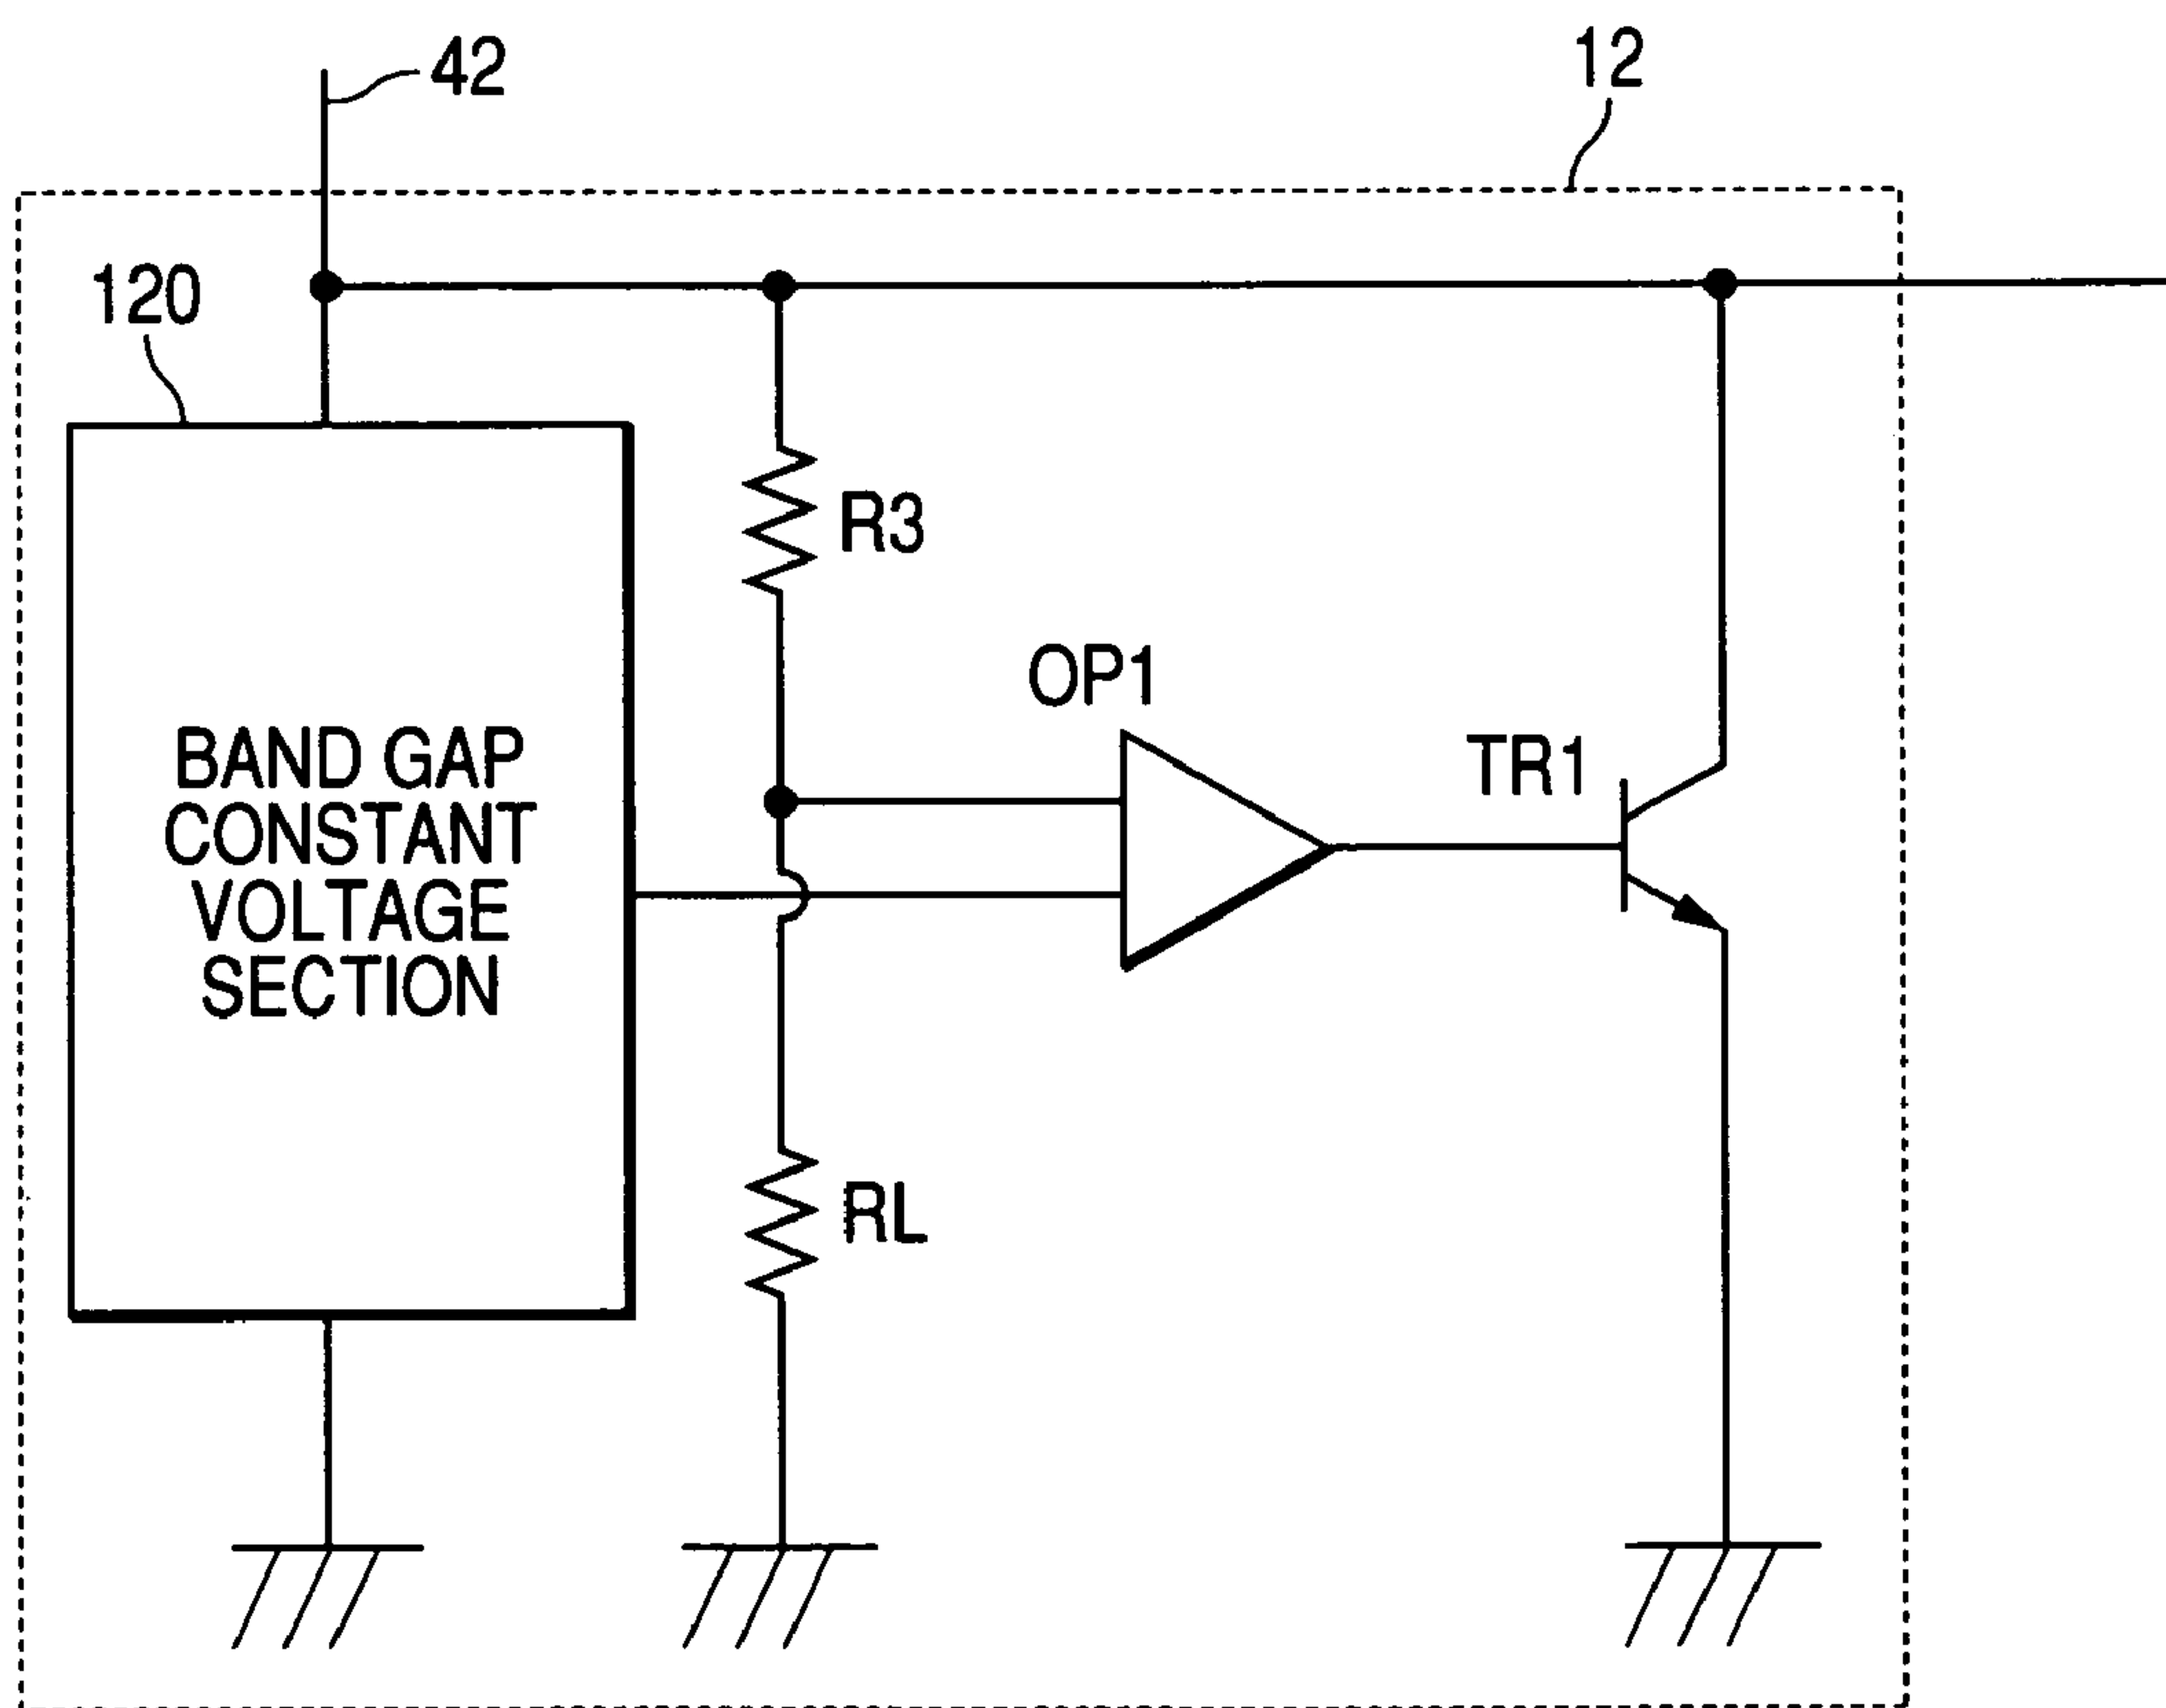 42
12
120
R3
OP1
TR1
BAND GAP
CONSTANT
VOLTAGE
SECTION
RL